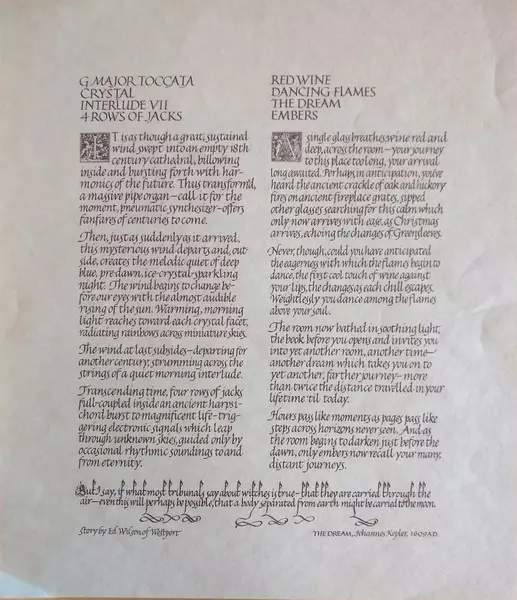 G MAJOR TOCCATA
CRYSTAL
INTERLUDE VII
4 ROWS OF JACKS
IT is as though a great, sustained
wind swept into an empty 18th
century cathedral, billowing
inside and bursting forth with har-
monics of the future. Thus transform'd,
a massive pipe organ – call it for the
moment, pneumatic synthesizer – offers
fanfares of centuries to come.
Then, just as suddenly as it arrived,
this mysterious wind departs and, out-
side, creates the melodic quiet of deep
blue, pre-dawn, ice-crystal-sparkling
night. The wind begins to change be-
fore our eyes with the almost audible
rising of the sun. Warming, morning
light reaches toward each crystal facet,
radiating rainbows across miniature skies.
The wind at last subsides – departing for
another century, strumming across the
strings of a quiet morning interlude.
Transcending time, four rows of jacks
full-coupled inside an ancient harpsi-
chord burst to magnificent life – trig-
gering electronic signals which leap
through unknown skies, guided only by
occasional rhythmic soundings to and
from eternity.
RED WINE
DANCING FLAMES
THE DREAM
EMBERS
A single glass breathes, wine red and
deep, across the room – your journey
to this place too long, your arrival
long awaited. Perhaps in anticipation, you've
heard the ancient crackle of oak and hickory
fires on ancient fireplace grates, sipped
other glasses searching for this calm which
only now arrives with ease, as Christmas
arrives, echoing the changes of Greensleeves.
Never, though, could you have anticipated
the eagerness with which the flames begin to
dance, the first cool touch of wine against
your lips, the changes as each chill escapes.
Weightlessly you dance among the flames
above your soul.
The room now bathed in soothing light,
the book before you opens and invites you
into yet another room, another time –
another dream which takes you on to
yet another, farther journey – more
than twice the distance travelled in your
lifetime 'til today.
Hours pass like moments as pages pass like
steps across horizons never seen. And as
the room begins to darken just before the
dawn, only embers now recall your many,
distant journeys.
But I say, if what most tribunals say about witches is true – that they are carried through the
air – even this will perhaps be possible, that a body separated from earth might be carried to the moon.
Story by Ed Wilson of Westport
THE DREAM, Johannes Kepler, 1609 A.D.